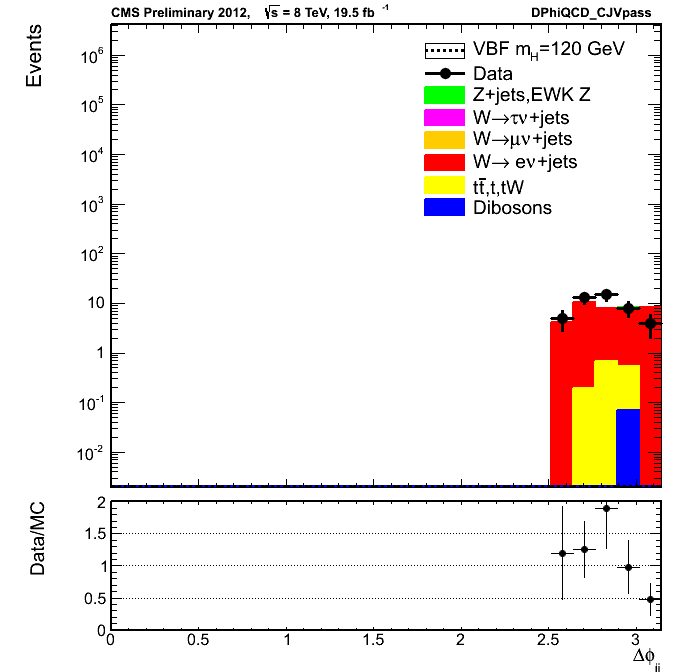 CMS Preliminary 2012, √s = 8 TeV, 19.5 fb⁻¹ DPhiQCD_CJVpass
Events
10⁶
10⁵
10⁴
10³
10²
10
1
10⁻¹
10⁻²
VBF m_H=120 GeV
Data
Z+jets,EWK Z
W→τν+jets
W→μν+jets
W→ eν+jets
tt̄,t,tW
Dibosons
Data/MC
2
1.5
1
0.5
0
0 0.5 1 1.5 2 2.5 3
Δϕ_jj